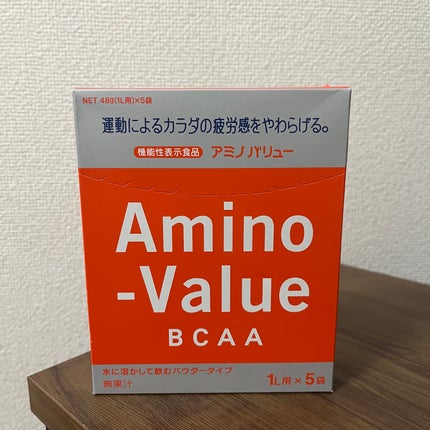 NET 48g(1L用)×5袋
運動によるカラダの疲労感をやわらげる。
機能性表示食品 アミノバリュー
Amino
-Value
BCAA
水に溶かして飲むパウダータイプ
無果汁
1L用×5袋